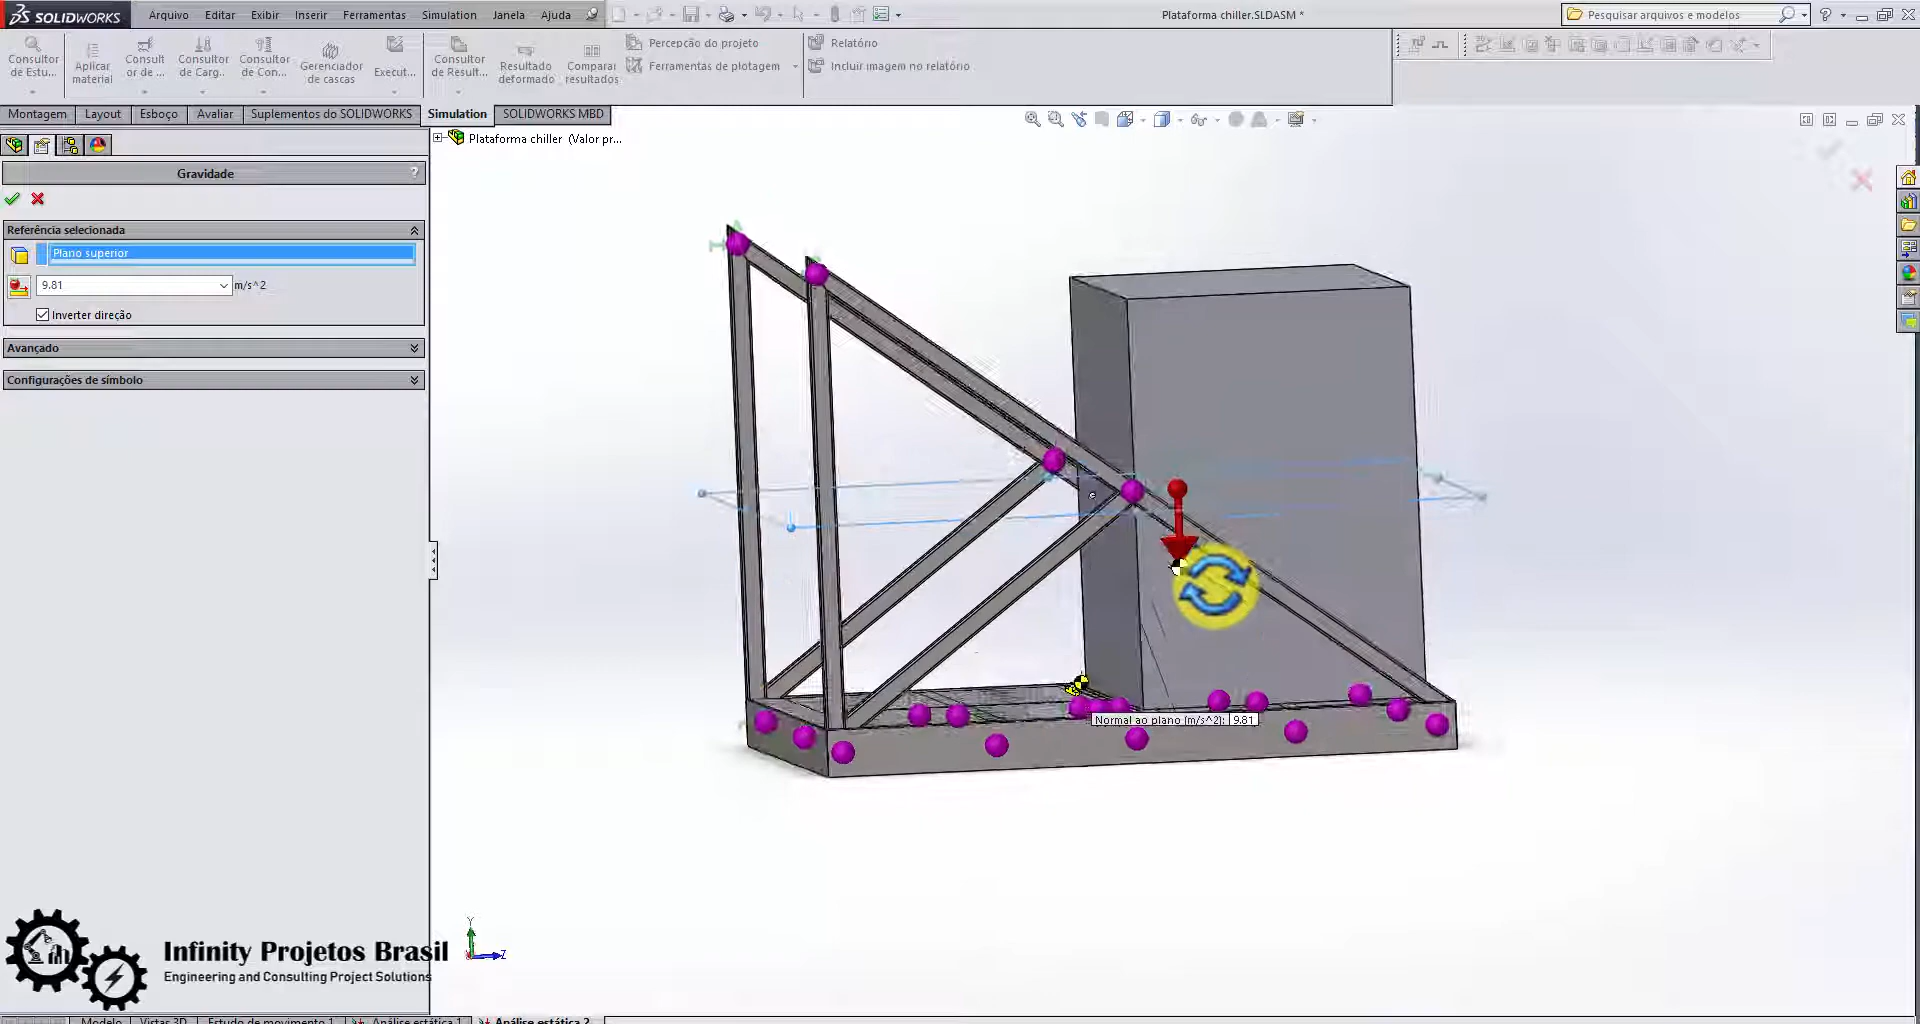 SOLIDWORKS
Arquivo Editar Exibir Inserir Ferramentas Simulation Janela Ajuda
Plataforma chiller.SLDASM *
Pesquisar arquivos e modelos
Consultor de Estu...
Aplicar material
Consult or de ...
Consultor de Carg...
Consultor de Con...
Gerenciador de cascas
Execut...
Consultor de Result...
Resultado deformado
Comparar resultados
Percepção do projeto
Ferramentas de plotagem
Relatório
Incluir imagem no relatório
Montagem Layout Esboço Avaliar Suplementos do SOLIDWORKS Simulation SOLIDWORKS MBD
Plataforma chiller (Valor pr...
Gravidade
?
Referência selecionada
Plano superior
9.81 m/s^2
Inverter direção
Avançado
Configurações de símbolo
Normal ao plano (m/s^2): 9.81
Y
Z
Infinity Projetos Brasil
Engineering and Consulting Project Solutions
Modelo Vistas 3D Estudo de movimento 1 Análise estática 1 Análise estática 2